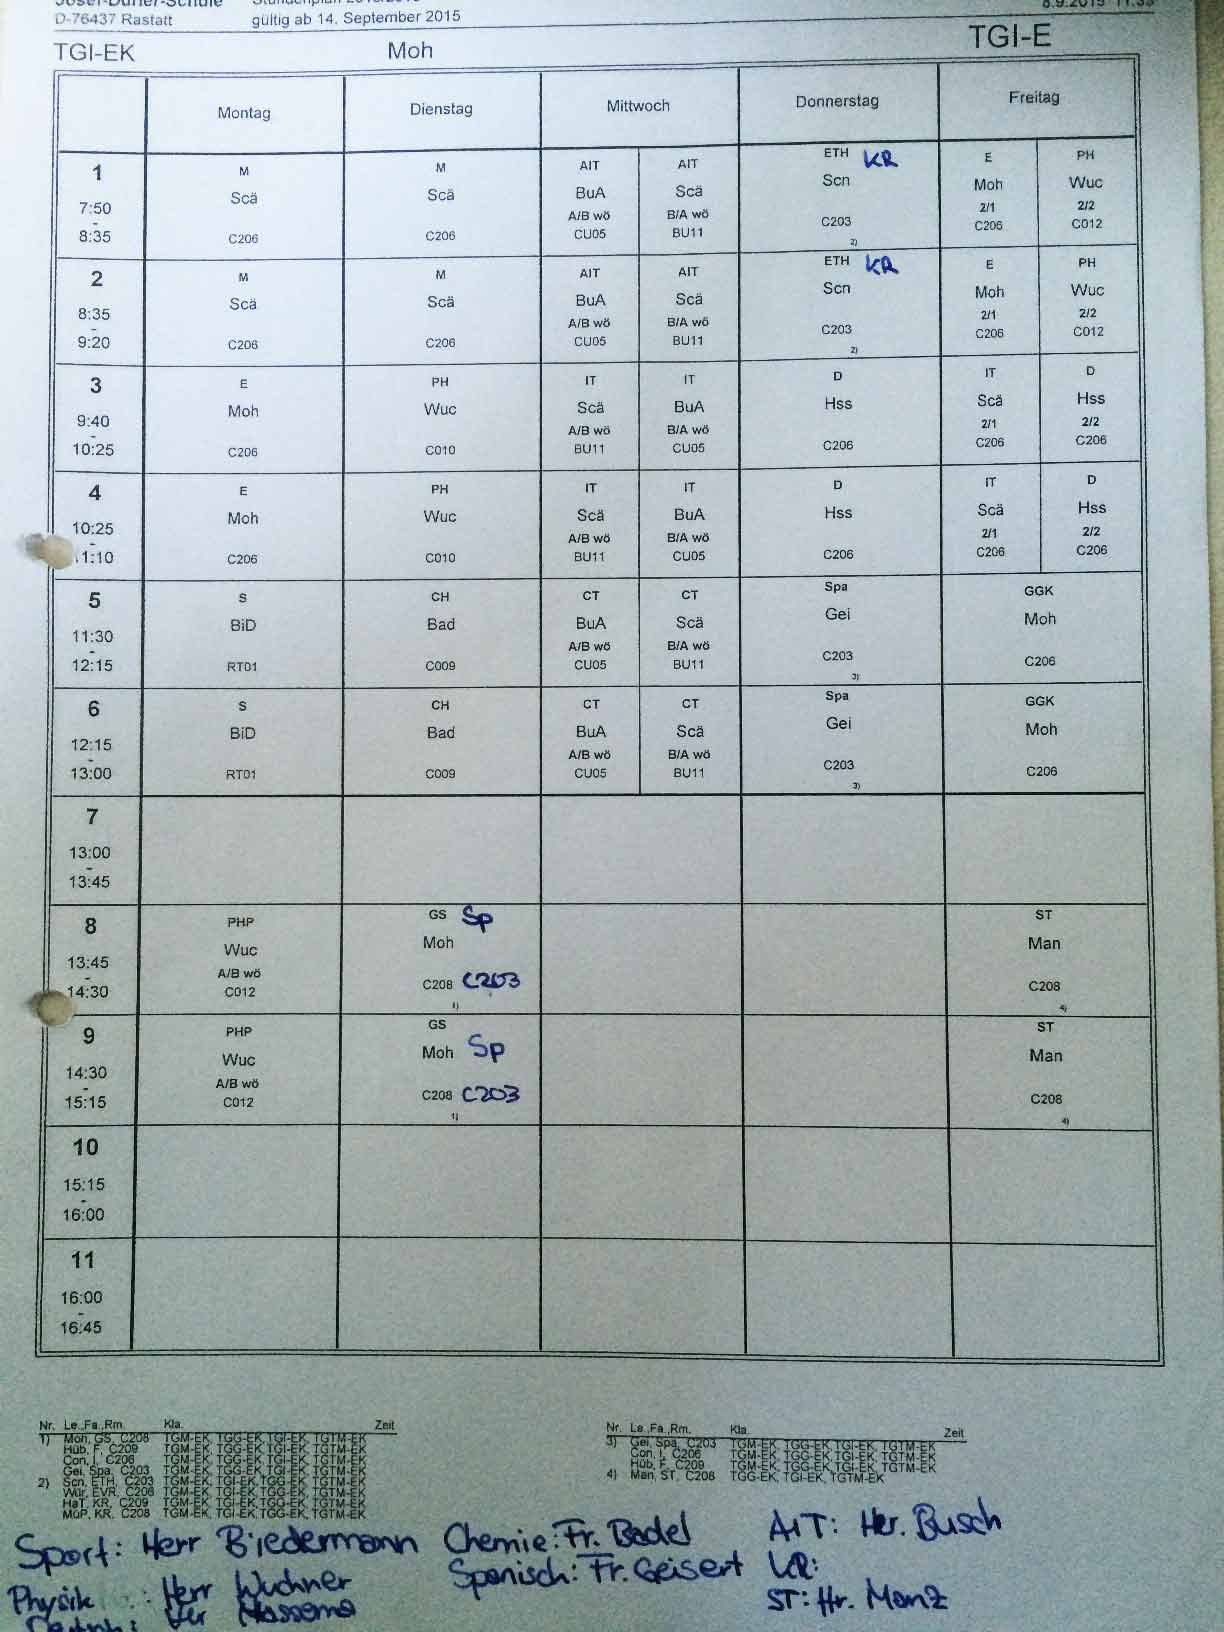 D-76437 Rastatt gültig ab 14. September 2015
TGI-EK Moh TGI-E
Montag Dienstag Mittwoch Donnerstag Freitag
1
7:50
-
8:35
M
Scä
C206
M
Scä
C206
AIT
BuA
A/B wö
CU05
AIT
Scä
B/A wö
BU11
ETH KR
Scn
C203
2)
E
Moh
2/1
C206
PH
Wuc
2/2
C012
2
8:35
-
9:20
M
Scä
C206
M
Scä
C206
AIT
BuA
A/B wö
CU05
AIT
Scä
B/A wö
BU11
ETH KR
Scn
C203
2)
E
Moh
2/1
C206
PH
Wuc
2/2
C012
3
9:40
-
10:25
E
Moh
C206
PH
Wuc
C010
IT
Scä
A/B wö
BU11
IT
BuA
B/A wö
CU05
D
Hss
C206
IT
Scä
2/1
C206
D
Hss
2/2
C206
4
10:25
-
1:10
E
Moh
C206
PH
Wuc
C010
IT
Scä
A/B wö
BU11
IT
BuA
B/A wö
CU05
D
Hss
C206
IT
Scä
2/1
C206
D
Hss
2/2
C206
5
11:30
-
12:15
S
BiD
RT01
CH
Bad
C009
CT
BuA
A/B wö
CU05
CT
Scä
B/A wö
BU11
Spa
Gei
C203
3)
GGK
Moh
C206
6
12:15
-
13:00
S
BiD
RT01
CH
Bad
C009
CT
BuA
A/B wö
CU05
CT
Scä
B/A wö
BU11
Spa
Gei
C203
3)
GGK
Moh
C206
7
13:00
-
13:45
8
13:45
-
14:30
PHP
Wuc
A/B wö
C012
GS Sp
Moh
C208 C203
1)
ST
Man
C208
4)
9
14:30
-
15:15
PHP
Wuc
A/B wö
C012
GS
Moh Sp
C208 C203
1)
ST
Man
C208
4)
10
15:15
-
16:00
11
16:00
-
16:45
Nr. Le.,Fa.,Rm. Kla. Zeit
1) Moh, GS, C208 TGM-EK, TGG-EK, TGI-EK, TGTM-EK
Hüb, F, C209 TGM-EK, TGG-EK, TGI-EK, TGTM-EK
Con, I, C206 TGM-EK, TGG-EK, TGI-EK, TGTM-EK
Gei, Spa, C203 TGM-EK, TGG-EK, TGI-EK, TGTM-EK
2) Scn, ETH, C203 TGM-EK, TGI-EK, TGG-EK, TGTM-EK
Wür, EVR, C206 TGM-EK, TGI-EK, TGG-EK, TGTM-EK
HaT, KR, C209 TGM-EK, TGI-EK, TGG-EK, TGTM-EK
MüP, KR, C208 TGM-EK, TGI-EK, TGG-EK, TGTM-EK
Nr. Le.,Fa.,Rm. Kla. Zeit
3) Gei, Spa, C203 TGM-EK, TGG-EK, TGI-EK, TGTM-EK
Con, I, C206 TGM-EK, TGG-EK, TGI-EK, TGTM-EK
Hüb, F, C209 TGM-EK, TGG-EK, TGI-EK, TGTM-EK
4) Man, ST, C208 TGG-EK, TGI-EK, TGTM-EK
Sport: Herr Biedermann Chemie: Fr. Badel AIT: Her. Busch
Physik : Herr Wuchner Spanisch: Fr. Geisert KR:
ST: Hr. Manz